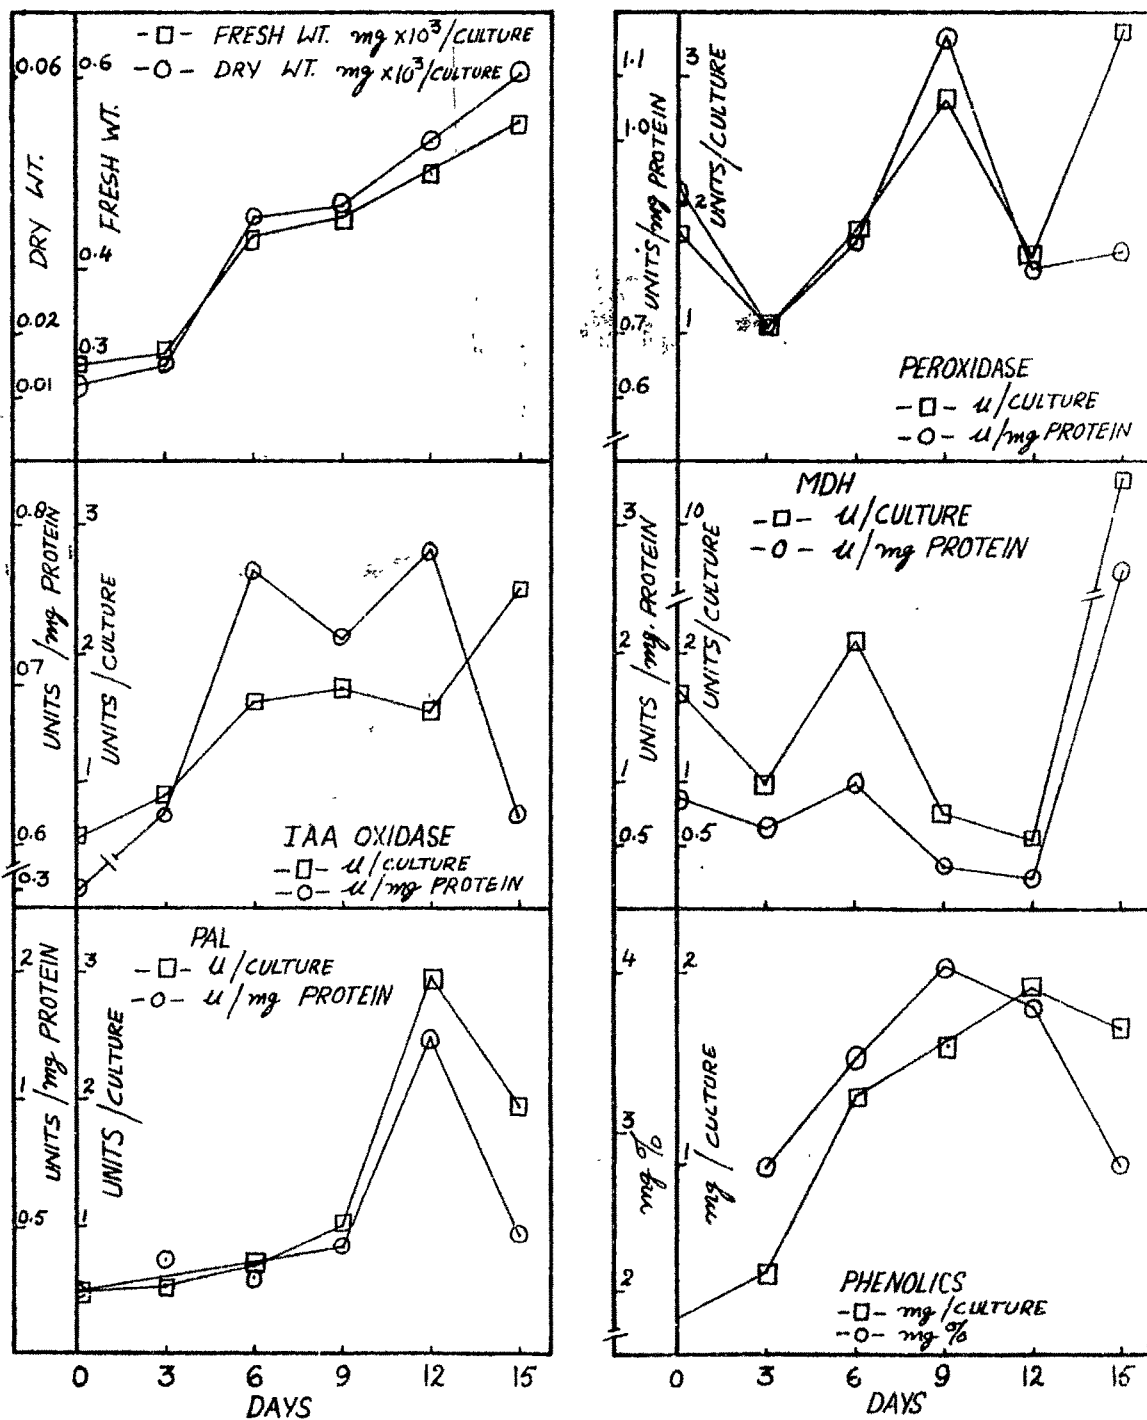 -□- FRESH WT. mg x10³/CULTURE
-O- DRY WT. mg x10³/CULTURE
0.06
0.02
0.01
DRY WT.
0.6
0.4
0.3
FRESH WT.
1.1
1.0
0.7
0.6
UNITS/mg PROTEIN
3
2
1
UNITS/CULTURE
PEROXIDASE
-□- u/CULTURE
-O- u/mg PROTEIN
0.8
0.7
0.6
0.3
UNITS/mg PROTEIN
3
2
1
UNITS/CULTURE
IAA OXIDASE
-□- u/CULTURE
-O- u/mg PROTEIN
3
2
1
0.5
UNITS/mg. PROTEIN
10
2
1
0.5
UNITS/CULTURE
MDH
-□- u/CULTURE
-O- u/mg PROTEIN
2
1
0.5
UNITS/mg PROTEIN
3
2
1
UNITS/CULTURE
PAL
-□- u/CULTURE
-O- u/mg PROTEIN
0 3 6 9 12 15
DAYS
4
3
2
mg %
2
1
mg/CULTURE
PHENOLICS
-□- mg/CULTURE
-O- mg %
0 3 6 9 12 15
DAYS